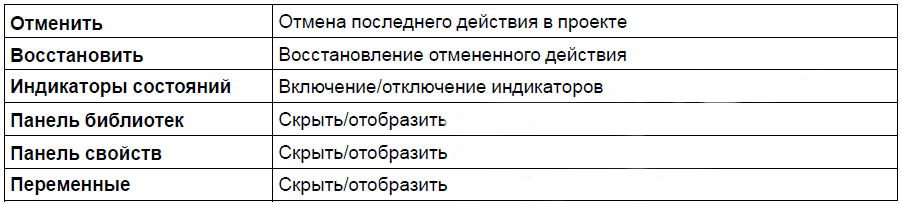 Отменить Отмена последнего действия в проекте
Восстановить Восстановление отмененного действия
Индикаторы состояний Включение/отключение индикаторов
Панель библиотек Скрыть/отобразить
Панель свойств Скрыть/отобразить
Переменные Скрыть/отобразить